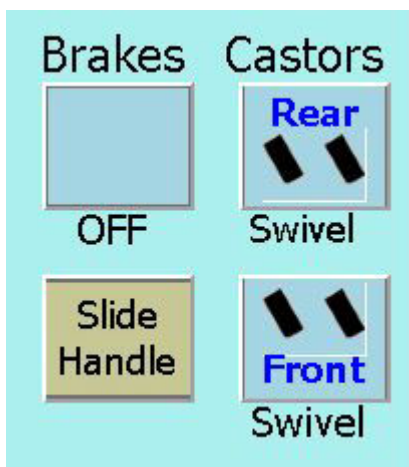 Brakes Castors
Rear
OFF Swivel
Slide
Handle
Front
Swivel